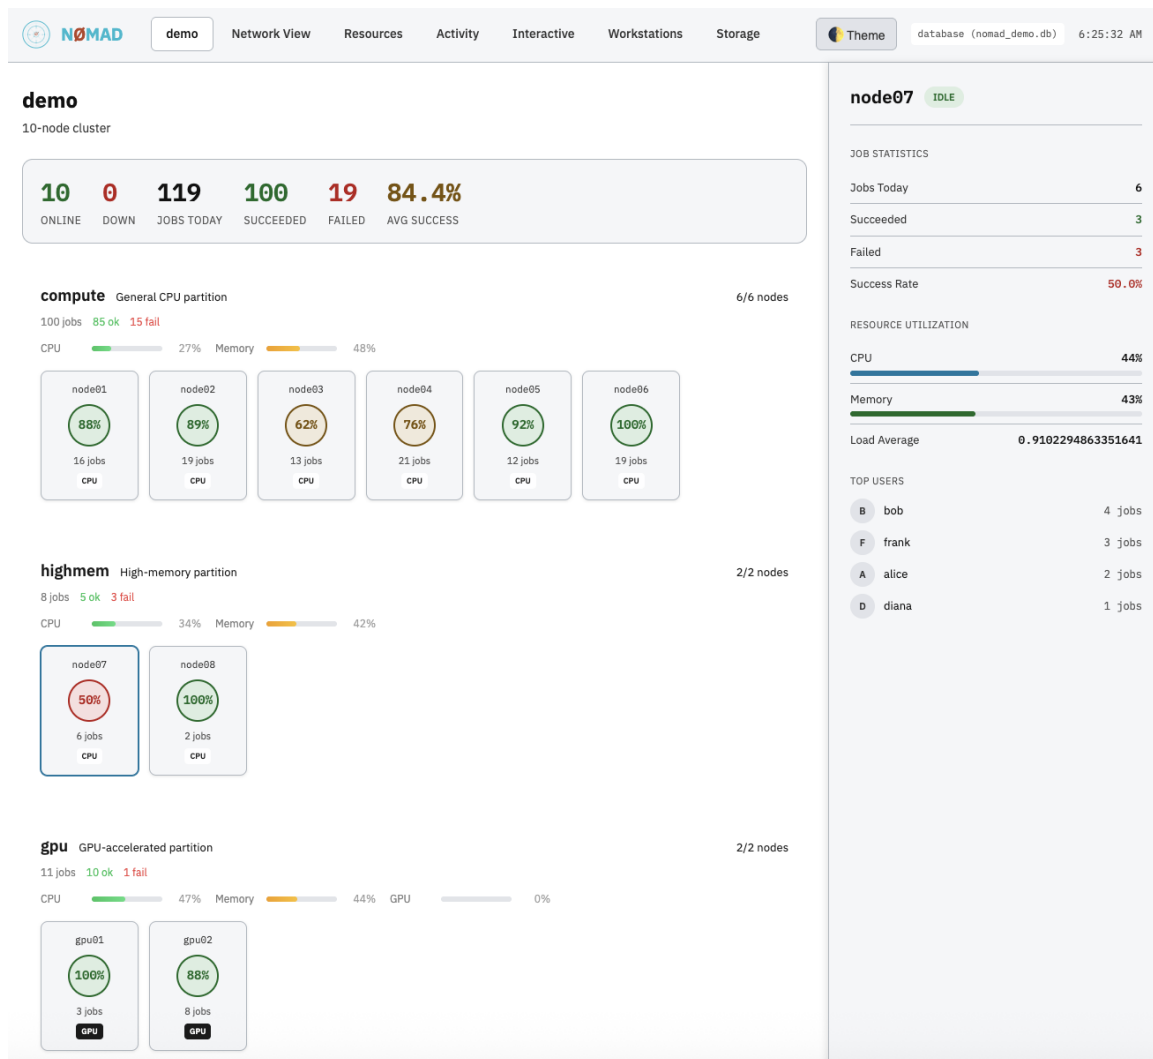 NØMAD demo Network View Resources Activity Interactive Workstations Storage Theme database (nomad_demo.db) 6:25:32 AM
demo
10-node cluster
10 0 119 100 19 84.4%
ONLINE DOWN JOBS TODAY SUCCEEDED FAILED AVG SUCCESS
compute General CPU partition 6/6 nodes
100 jobs 85 ok 15 fail
CPU 27% Memory 48%
node01 node02 node03 node04 node05 node06
88% 89% 62% 76% 92% 100%
16 jobs 19 jobs 13 jobs 21 jobs 12 jobs 19 jobs
CPU CPU CPU CPU CPU CPU
highmem High-memory partition 2/2 nodes
8 jobs 5 ok 3 fail
CPU 34% Memory 42%
node07 node08
50% 100%
6 jobs 2 jobs
CPU CPU
gpu GPU-accelerated partition 2/2 nodes
11 jobs 10 ok 1 fail
CPU 47% Memory 44% GPU 0%
gpu01 gpu02
100% 88%
3 jobs 8 jobs
GPU GPU
node07 IDLE
JOB STATISTICS
Jobs Today 6
Succeeded 3
Failed 3
Success Rate 50.0%
RESOURCE UTILIZATION
CPU 44%
Memory 43%
Load Average 0.9102294863351641
TOP USERS
B bob 4 jobs
F frank 3 jobs
A alice 2 jobs
D diana 1 jobs